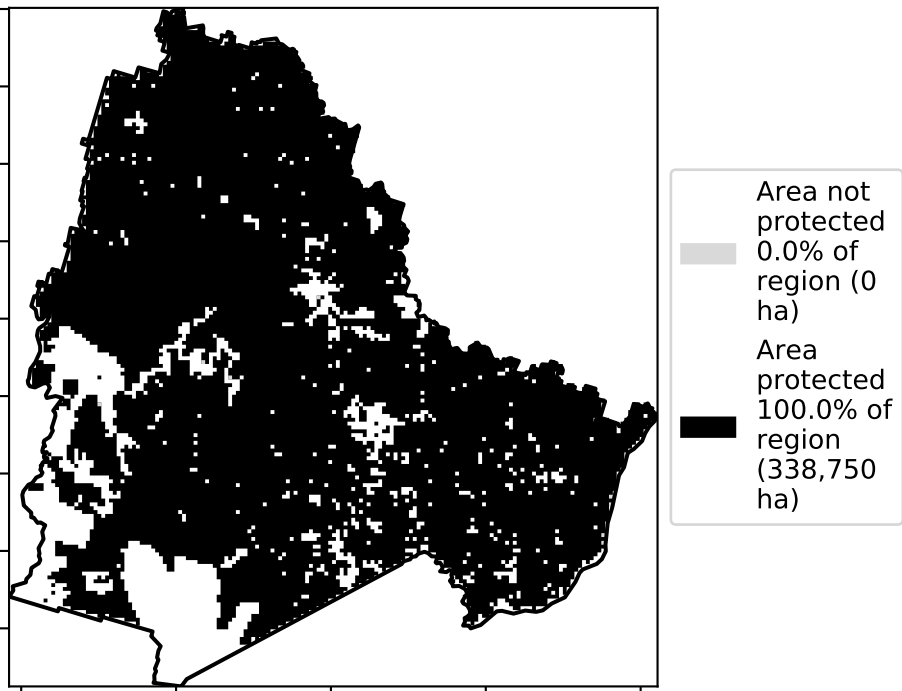 Area not
protected
0.0% of
region (0
ha)
Area
protected
100.0% of
region
(338,750
ha)